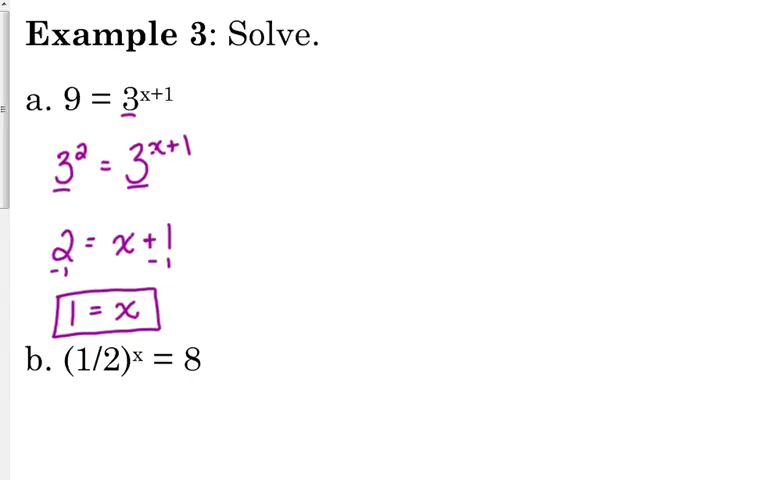 Example 3: Solve.
a. 9 = 3^{x+1}
3^2 = 3^{x+1}
2 = x + 1
-1 -1
1 = x
b. (1/2)^x = 8